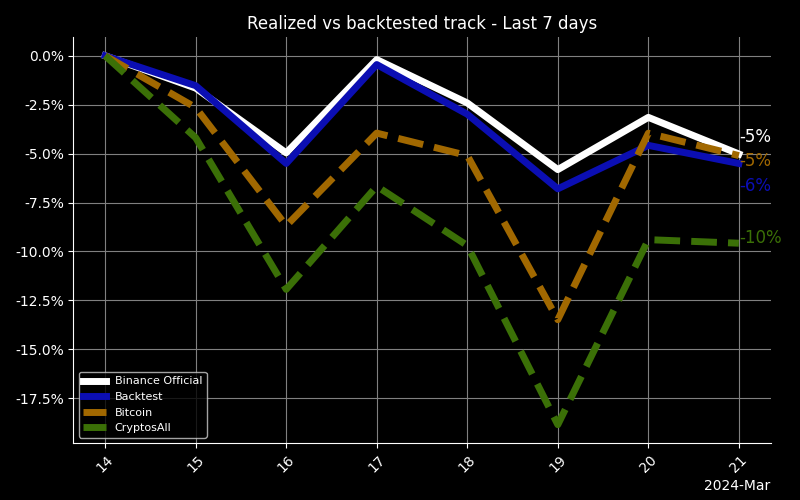 Realized vs backtested track - Last 7 days
0.0%
-2.5%
-5.0%
-7.5%
-10.0%
-12.5%
-15.0%
-17.5%
-5%
-5%
-6%
-10%
Binance Official
Backtest
Bitcoin
CryptosAll
14 15 16 17 18 19 20 21
2024-Mar